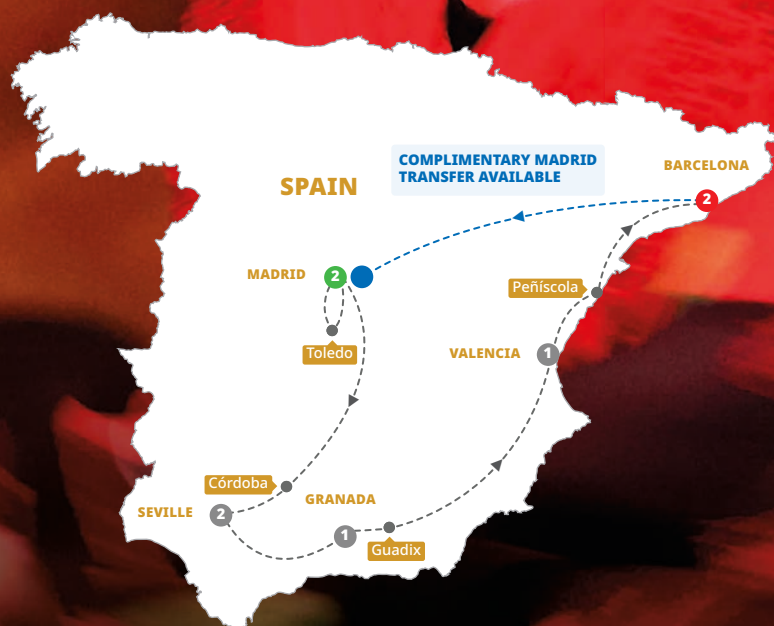 COMPLIMENTARY MADRID
TRANSFER AVAILABLE
BARCELONA
SPAIN
2
MADRID
2
Peñíscola
Toledo
VALENCIA
1
Córdoba
GRANADA
SEVILLE
2
1
Guadix